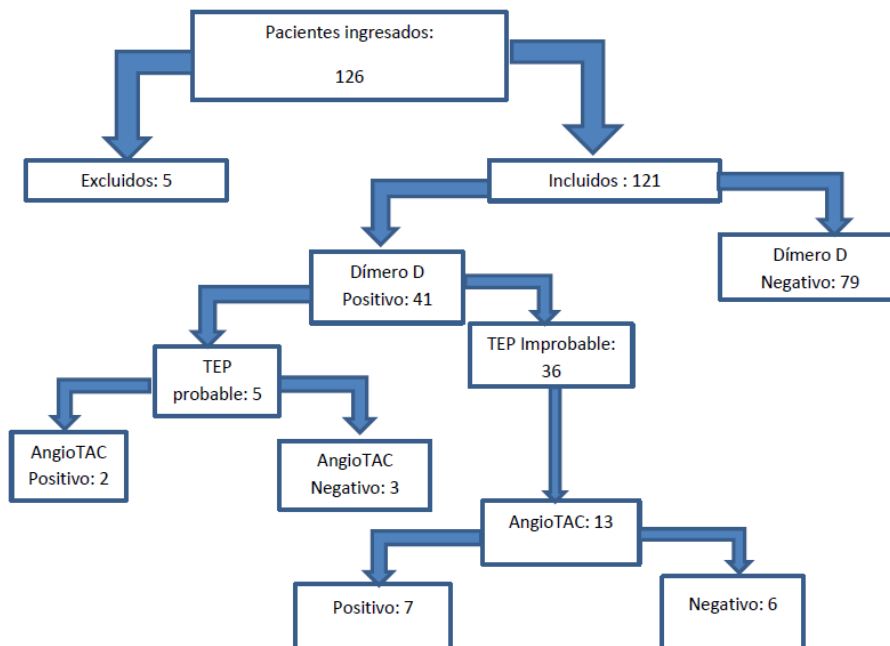 Pacientes ingresados:
126
Excluidos: 5
Incluidos : 121
Dímero D
Negativo: 79
Dímero D
Positivo: 41
TEP Improbable:
36
TEP
probable: 5
AngioTAC
Positivo: 2
AngioTAC
Negativo: 3
AngioTAC: 13
Positivo: 7
Negativo: 6